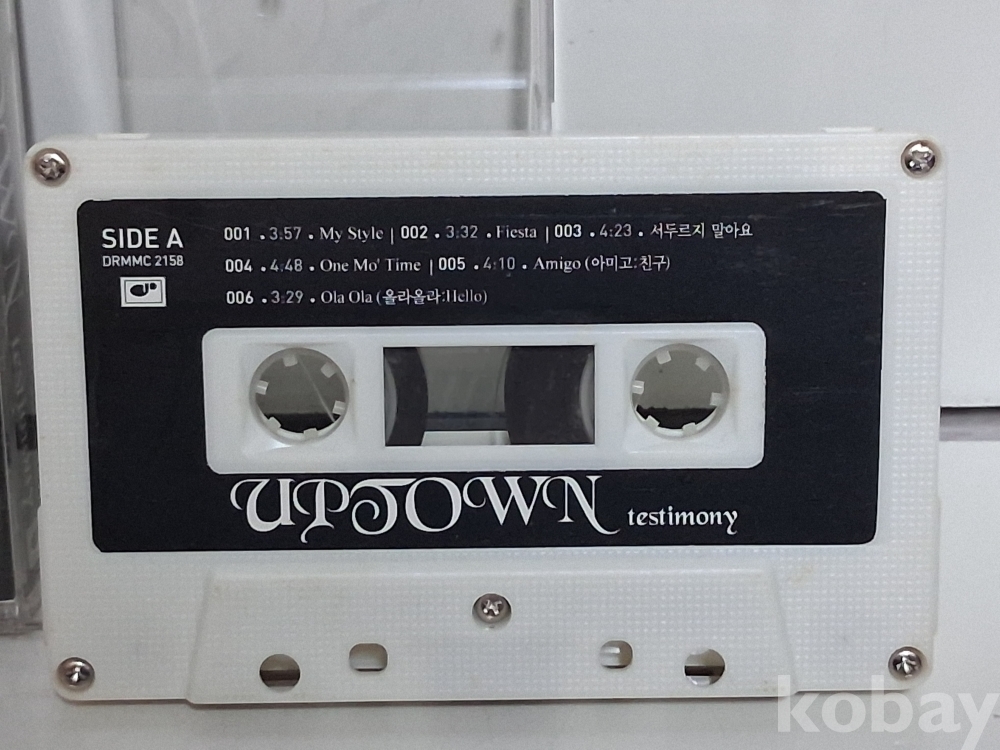 SIDE A
DRMMC 2158
001 . 3:57 . My Style | 002 . 3:32 . Fiesta | 003 . 4:23 . 서두르지 말아요
004 . 4:48 . One Mo' Time | 005 . 4:10 . Amigo (아미고:친구)
006 . 3:29 . Ola Ola (올라올라:Hello)
UPTOWN testimony
kobay